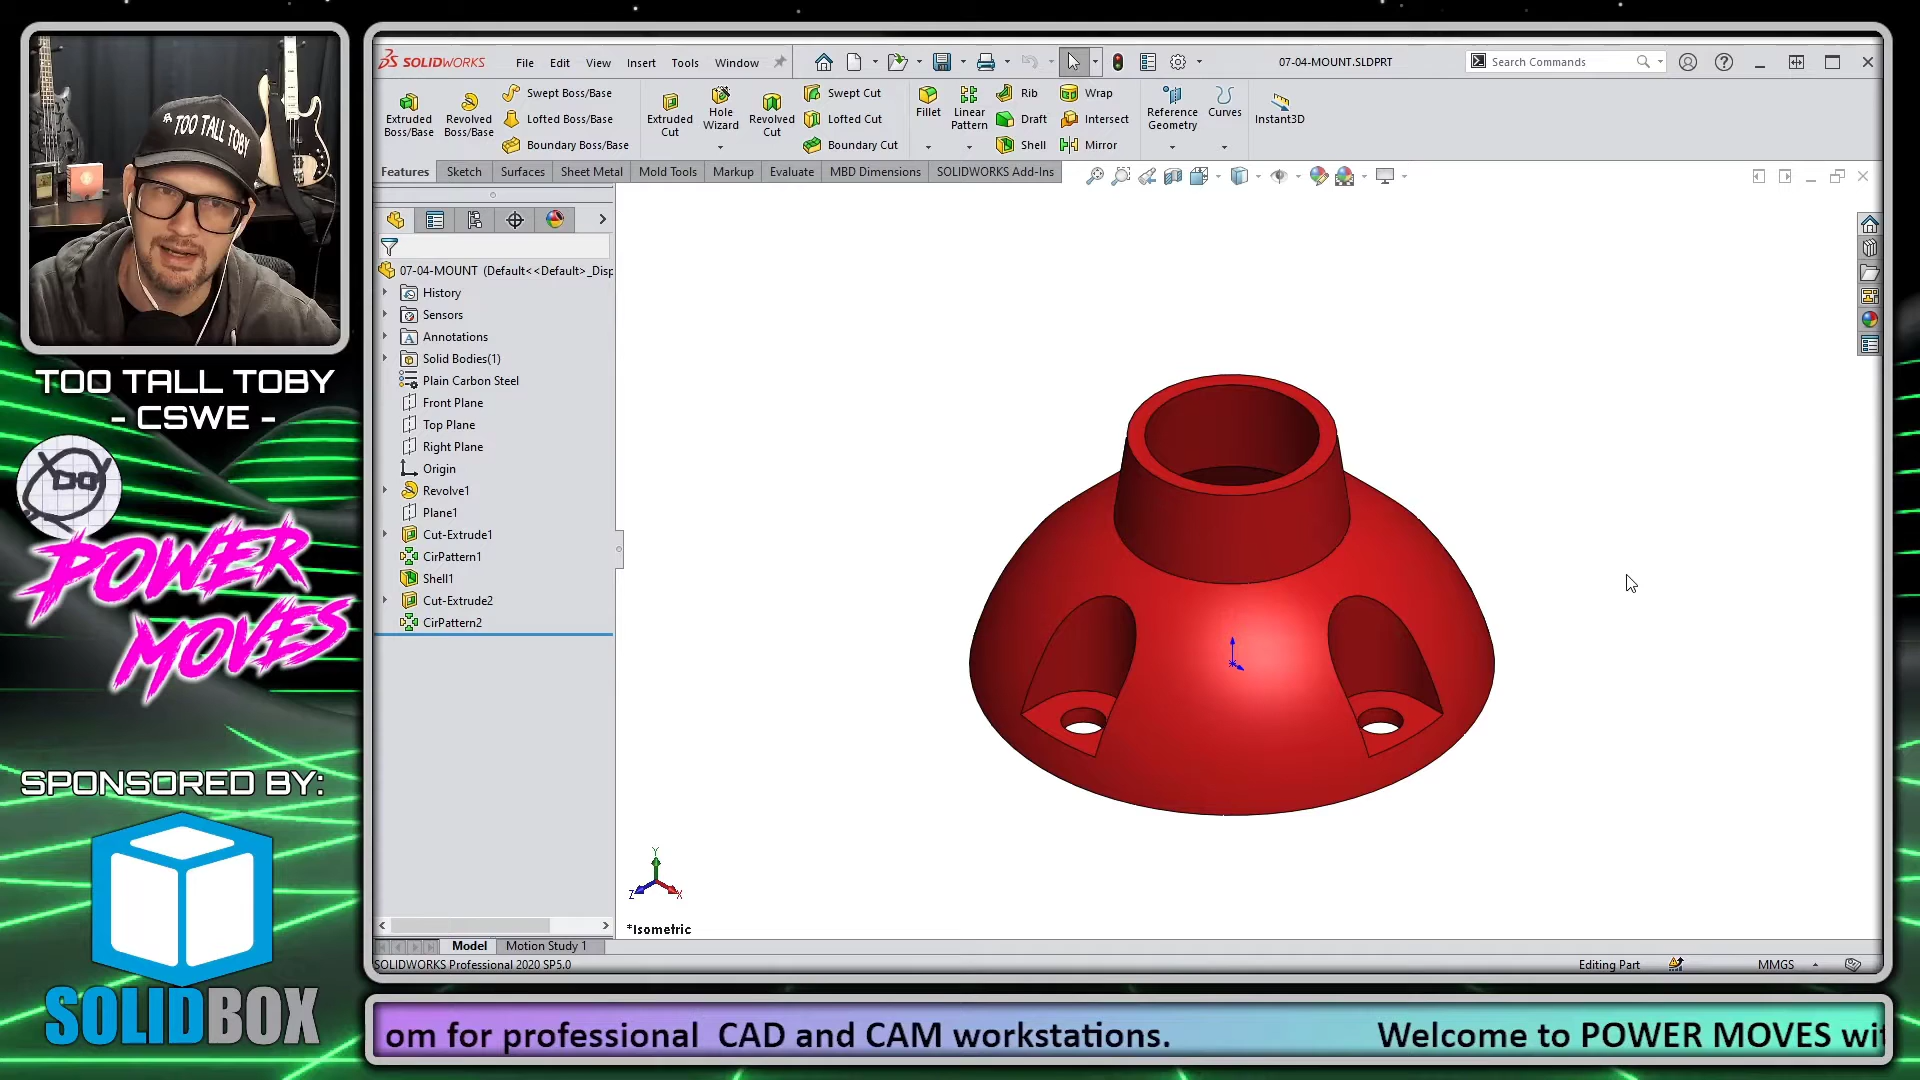 TOO TALL TOBY
TOO TALL TOBY
- CSWE -
POWER
MOVES
SPONSORED BY:
SOLIDBOX
SOLIDWORKS
File Edit View Insert Tools Window
07-04-MOUNT.SLDPRT
Search Commands
Extruded Boss/Base
Revolved Boss/Base
Swept Boss/Base
Lofted Boss/Base
Boundary Boss/Base
Extruded Cut
Hole Wizard
Revolved Cut
Swept Cut
Lofted Cut
Boundary Cut
Fillet
Linear Pattern
Rib
Draft
Shell
Wrap
Intersect
Mirror
Reference Geometry
Curves
Instant3D
Features Sketch Surfaces Sheet Metal Mold Tools Markup Evaluate MBD Dimensions SOLIDWORKS Add-Ins
07-04-MOUNT (Default<<Default>_Disp
History
Sensors
Annotations
Solid Bodies(1)
Plain Carbon Steel
Front Plane
Top Plane
Right Plane
Origin
Revolve1
Plane1
Cut-Extrude1
CirPattern1
Shell1
Cut-Extrude2
CirPattern2
Y
Z
X
*Isometric
Model Motion Study 1
SOLIDWORKS Professional 2020 SP5.0
Editing Part
MMGS
om for professional CAD and CAM workstations. Welcome to POWER MOVES wit